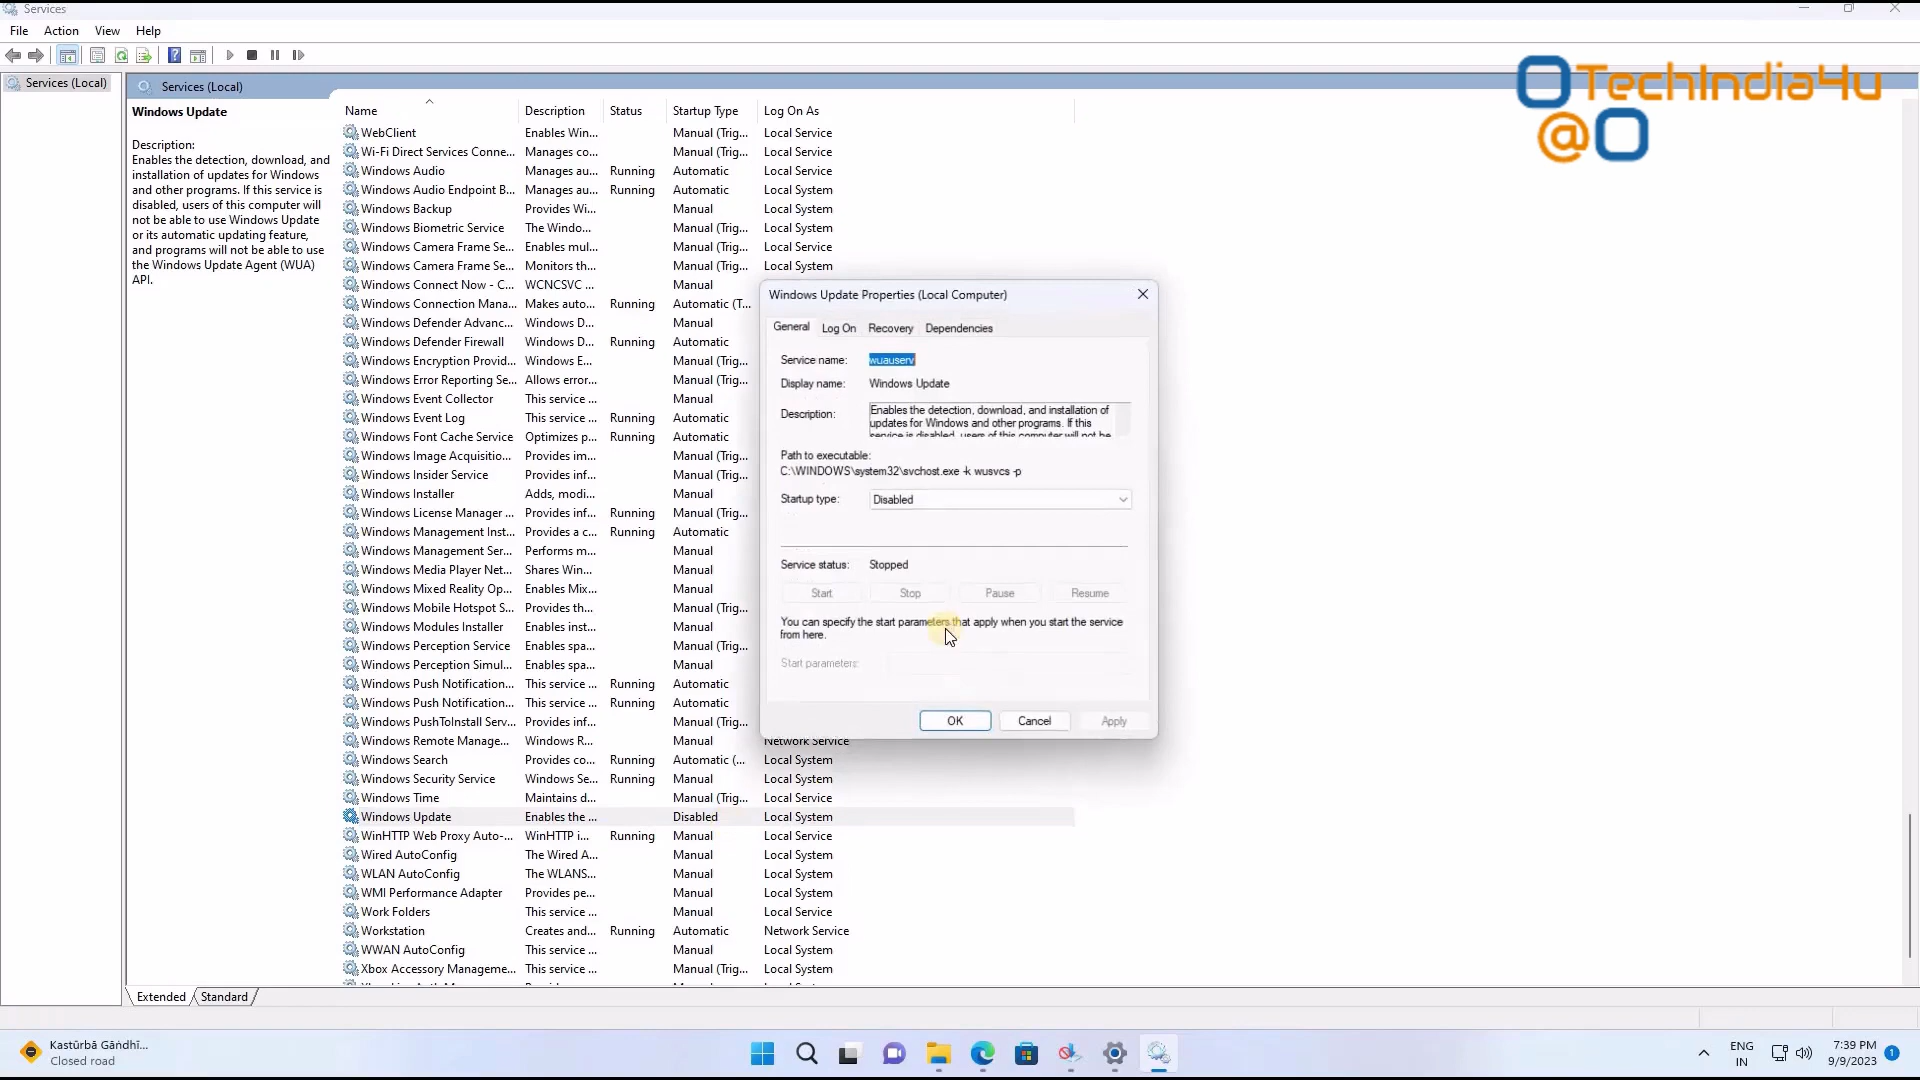 Services
File Action View Help
Services (Local)
Services (Local)
TechIndia4u
@
Windows Update
Description:
Enables the detection, download, and
installation of updates for Windows
and other programs. If this service is
disabled, users of this computer will
not be able to use Windows Update
or its automatic updating feature,
and programs will not be able to use
the Windows Update Agent (WUA)
API.
Name Description Status Startup Type Log On As
WebClient Enables Win... Manual (Trig... Local Service
Wi-Fi Direct Services Conne... Manages co... Manual (Trig... Local Service
Windows Audio Manages au... Running Automatic Local Service
Windows Audio Endpoint B... Manages au... Running Automatic Local System
Windows Backup Provides Wi... Manual Local System
Windows Biometric Service The Windo... Manual (Trig... Local System
Windows Camera Frame Se... Enables mul... Manual (Trig... Local Service
Windows Camera Frame Se... Monitors th... Manual (Trig... Local System
Windows Connect Now - C... WCNCSVC ... Manual
Windows Connection Mana... Makes auto... Running Automatic (T...
Windows Defender Advanc... Windows D... Manual
Windows Defender Firewall Windows D... Running Automatic
Windows Encryption Provid... Windows E... Manual (Trig...
Windows Error Reporting Se... Allows error... Manual (Trig...
Windows Event Collector This service ... Manual
Windows Event Log This service ... Running Automatic
Windows Font Cache Service Optimizes p... Running Automatic
Windows Image Acquisitio... Provides im... Manual (Trig...
Windows Insider Service Provides inf... Manual (Trig...
Windows Installer Adds, modi... Manual
Windows License Manager ... Provides inf... Running Manual (Trig...
Windows Management Inst... Provides a c... Running Automatic
Windows Management Ser... Performs m... Manual
Windows Media Player Net... Shares Win... Manual
Windows Mixed Reality Op... Enables Mix... Manual
Windows Mobile Hotspot S... Provides th... Manual (Trig...
Windows Modules Installer Enables inst... Manual
Windows Perception Service Enables spa... Manual (Trig...
Windows Perception Simul... Enables spa... Manual
Windows Push Notification... This service ... Running Automatic
Windows Push Notification... This service ... Running Automatic
Windows PushToInstall Serv... Provides inf... Manual (Trig...
Windows Remote Manage... Windows R... Manual Network Service
Windows Search Provides co... Running Automatic (... Local System
Windows Security Service Windows Se... Running Manual Local System
Windows Time Maintains d... Manual (Trig... Local Service
Windows Update Enables the ... Disabled Local System
WinHTTP Web Proxy Auto-... WinHTTP i... Running Manual Local Service
Wired AutoConfig The Wired A... Manual Local System
WLAN AutoConfig The WLANS... Manual Local System
WMI Performance Adapter Provides pe... Manual Local System
Work Folders This service ... Manual Local Service
Workstation Creates and... Running Automatic Network Service
WWAN AutoConfig This service ... Manual Local System
Xbox Accessory Manageme... This service ... Manual (Trig... Local System
Windows Update Properties (Local Computer)
General Log On Recovery Dependencies
Service name: wuauserv
Display name: Windows Update
Description: Enables the detection, download, and installation of
updates for Windows and other programs. If this
service is disabled, users of this computer will not be
Path to executable:
C:\WINDOWS\system32\svchost.exe -k wusvcs -p
Startup type: Disabled
Service status: Stopped
Start Stop Pause Resume
You can specify the start parameters that apply when you start the service
from here.
Start parameters:
OK Cancel Apply
Extended Standard
Kastūrbā Gāndhī...
Closed road
ENG
IN
7:39 PM
9/9/2023
1